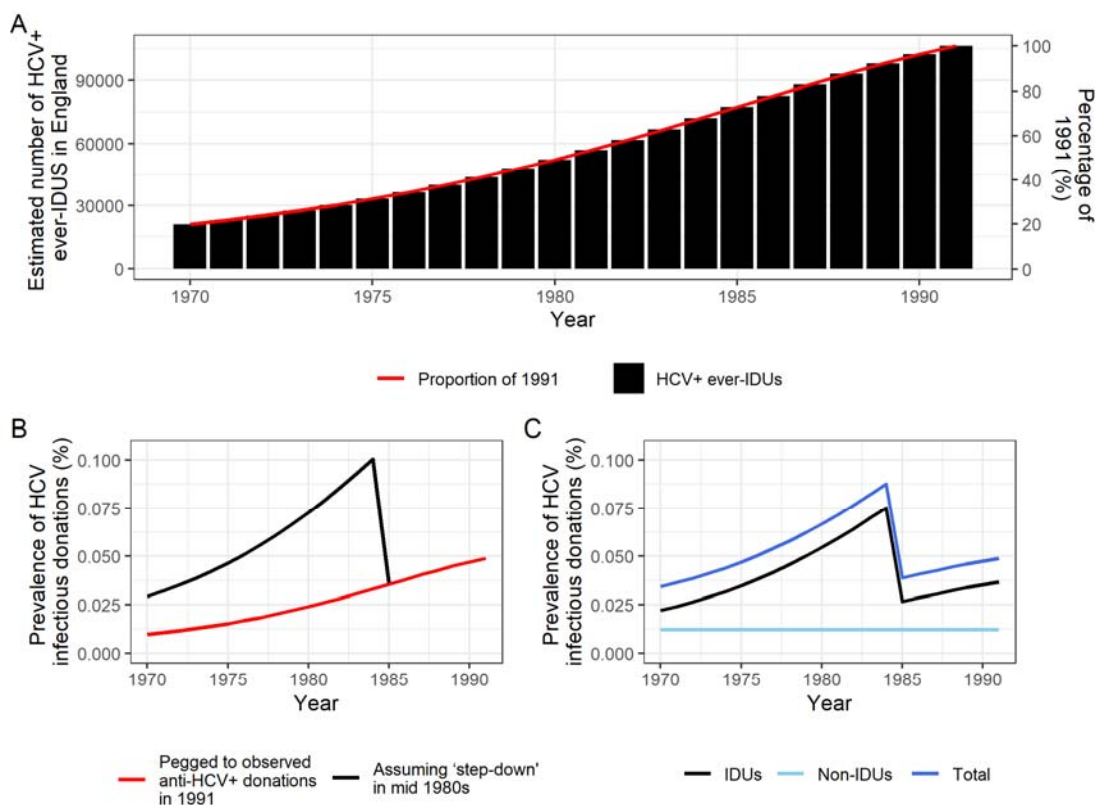 A
Estimated number of HCV+
ever-IDUS in England
90000
60000
30000
0
100
80
60
40
20
0
Percentage of
1991 (%)
1970
1975
1980
1985
1990
Year
Proportion of 1991
HCV+ ever-IDUs
B
Prevalence of HCV
infectious donations (%)
0.100
0.075
0.050
0.025
0.000
1970
1975
1980
1985
1990
Year
Pegged to observed
anti-HCV+ donations
in 1991
Assuming ‘step-down'
in mid 1980s
C
Prevalence of HCV
infectious donations (%)
0.100
0.075
0.050
0.025
0.000
1970
1975
1980
1985
1990
Year
IDUs
Non-IDUs
Total